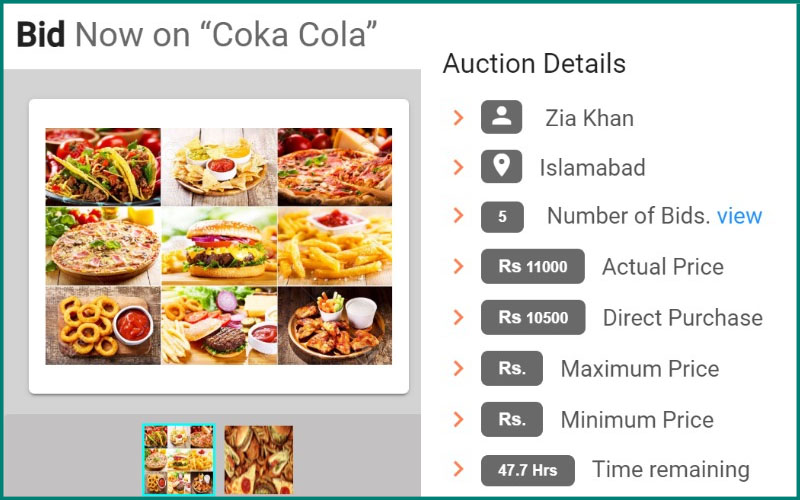 Bid Now on “Coka Cola”
Auction Details
Zia Khan
Islamabad
5 Number of Bids. view
Rs 11000 Actual Price
Rs 10500 Direct Purchase
Rs. Maximum Price
Rs. Minimum Price
47.7 Hrs Time remaining